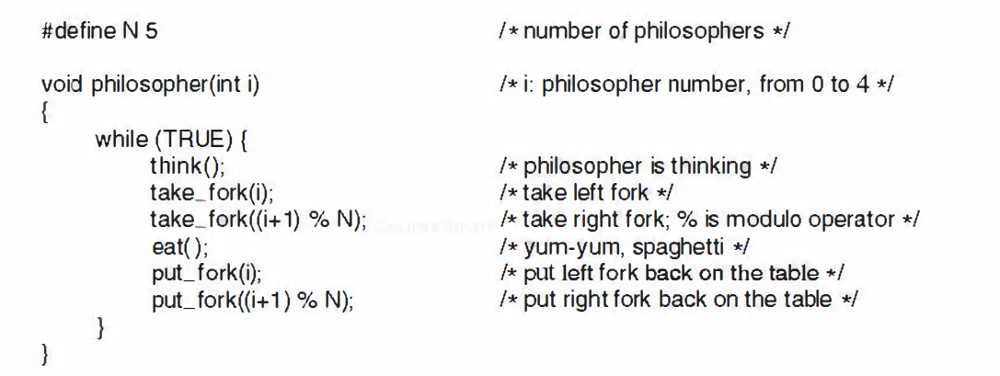 #define N 5 /* number of philosophers */
void philosopher(int i) /* i: philosopher number, from 0 to 4 */
{
while (TRUE) {
think(); /* philosopher is thinking */
take_fork(i); /* take left fork */
take_fork((i+1) % N); /* take right fork; % is modulo operator */
eat( ); /* yum-yum, spaghetti */
put_fork(i); /* put left fork back on the table */
put_fork((i+1) % N); /* put right fork back on the table */
}
}